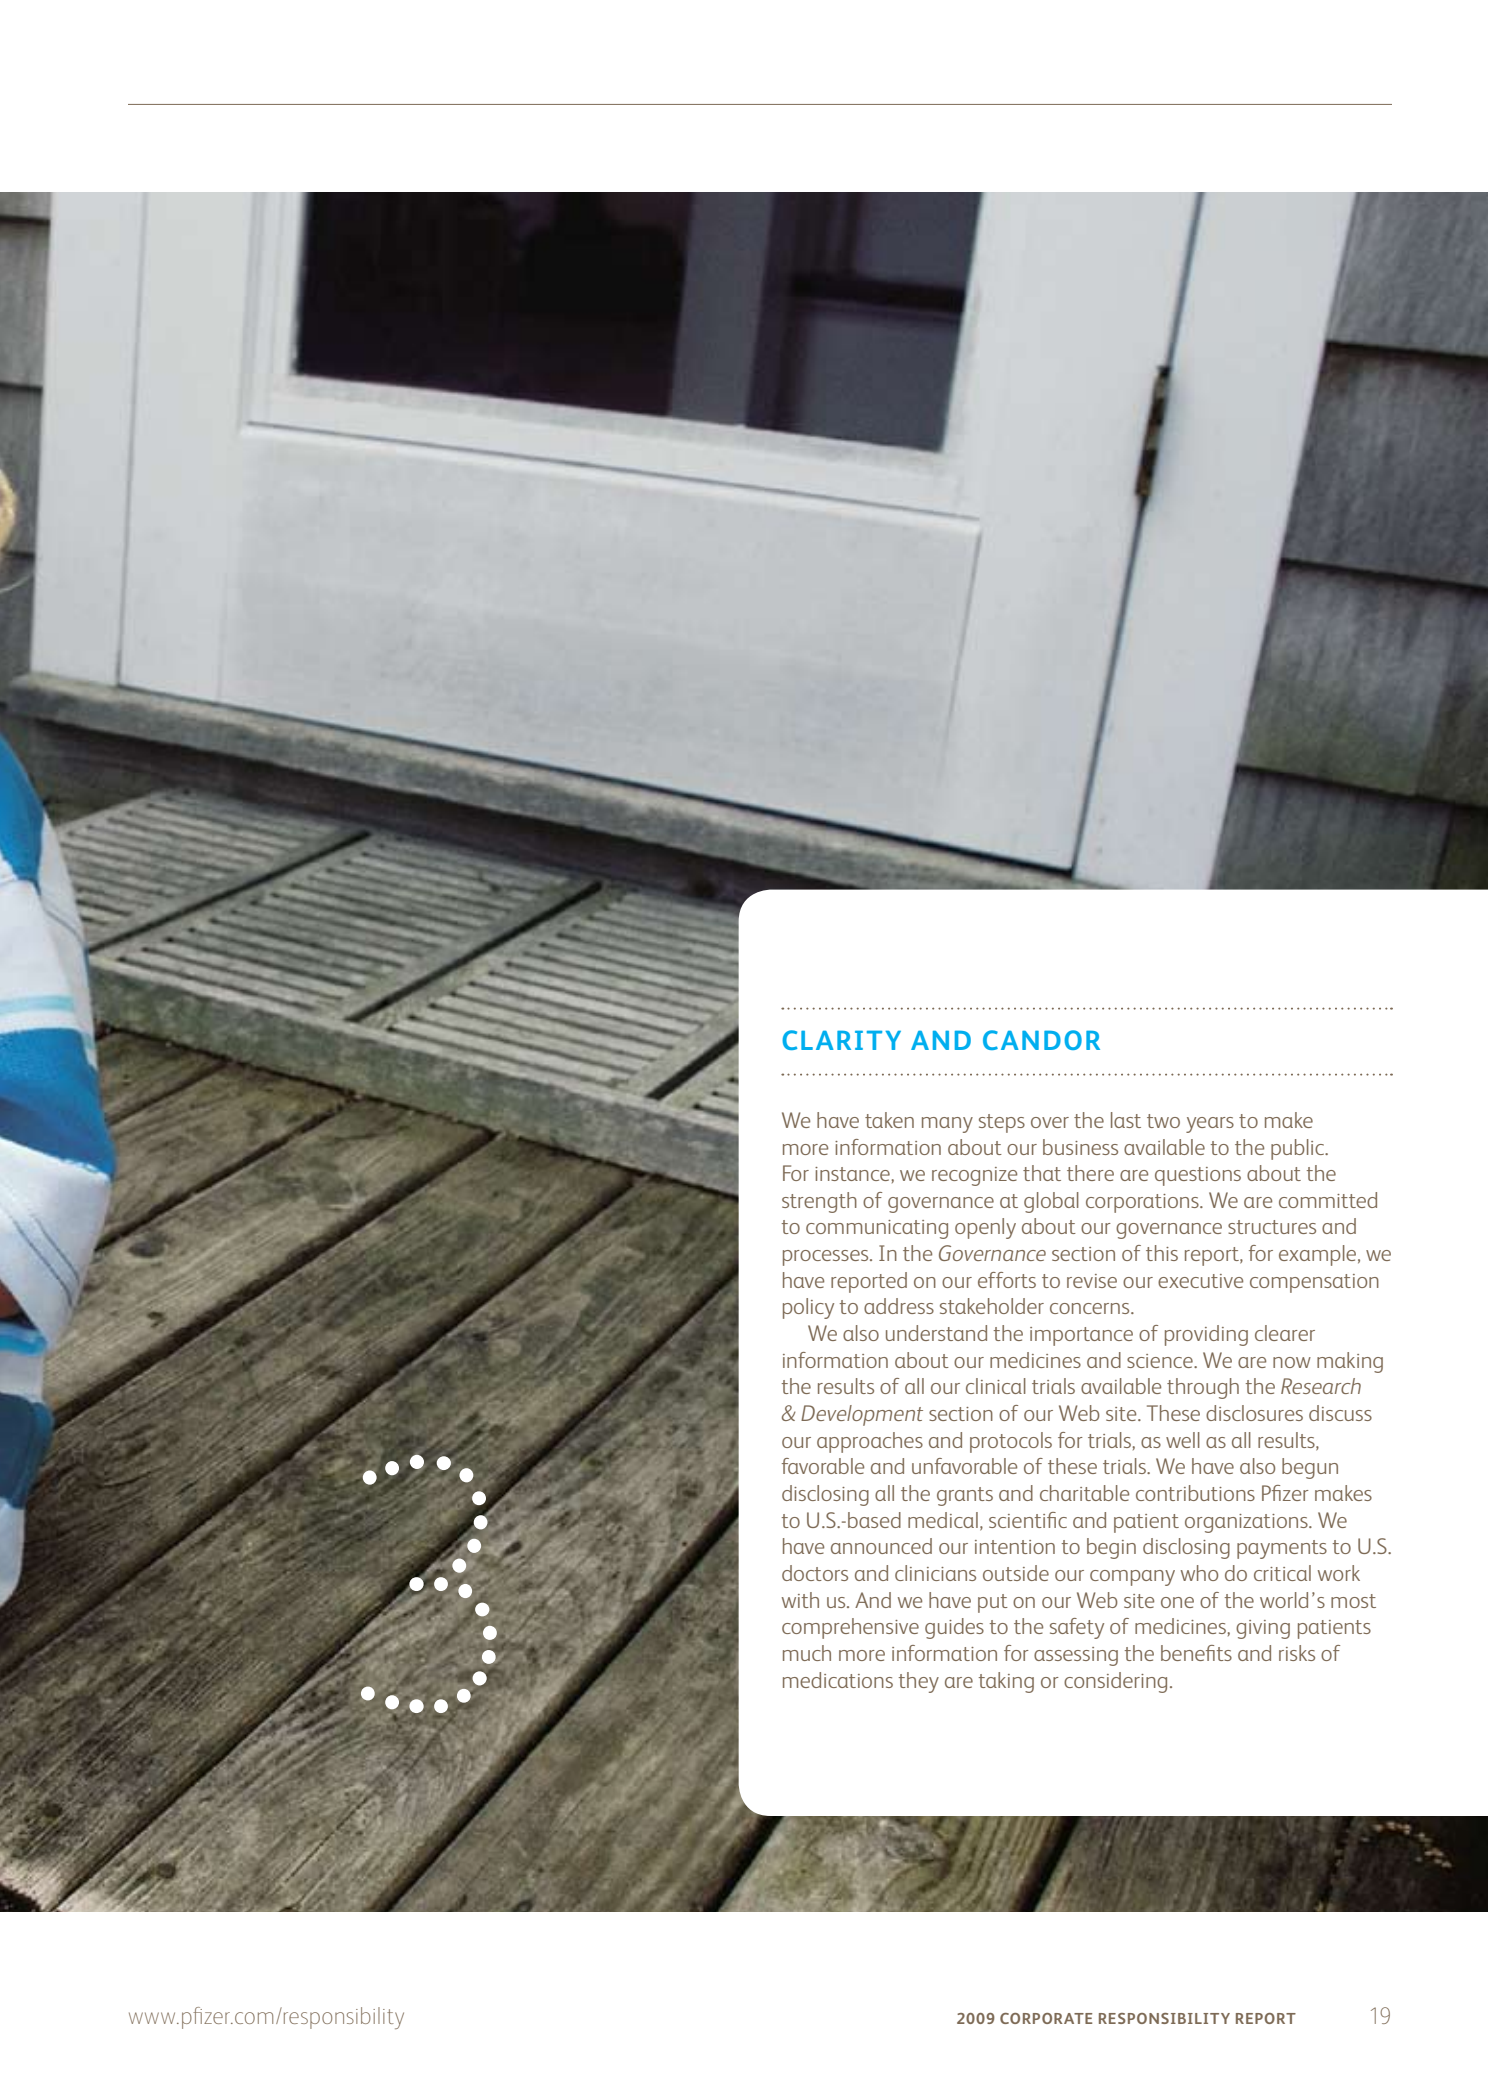 3
CLARITY AND CANDOR
We have taken many steps over the last two years to make
more information about our business available to the public.
For instance, we recognize that there are questions about the
strength of governance at global corporations. We are committed
to communicating openly about our governance structures and
processes. In the Governance section of this report, for example, we
have reported on our efforts to revise our executive compensation
policy to address stakeholder concerns.
We also understand the importance of providing clearer
information about our medicines and science. We are now making
the results of all our clinical trials available through the Research
& Development section of our Web site. These disclosures discuss
our approaches and protocols for trials, as well as all results,
favorable and unfavorable of these trials. We have also begun
disclosing all the grants and charitable contributions Pfizer makes
to U.S.-based medical, scientific and patient organizations. We
have announced our intention to begin disclosing payments to U.S.
doctors and clinicians outside our company who do critical work
with us. And we have put on our Web site one of the world's most
comprehensive guides to the safety of medicines, giving patients
much more information for assessing the benefits and risks of
medications they are taking or considering.
www.pfizer.com/responsibility
2009 CORPORATE RESPONSIBILITY REPORT 19